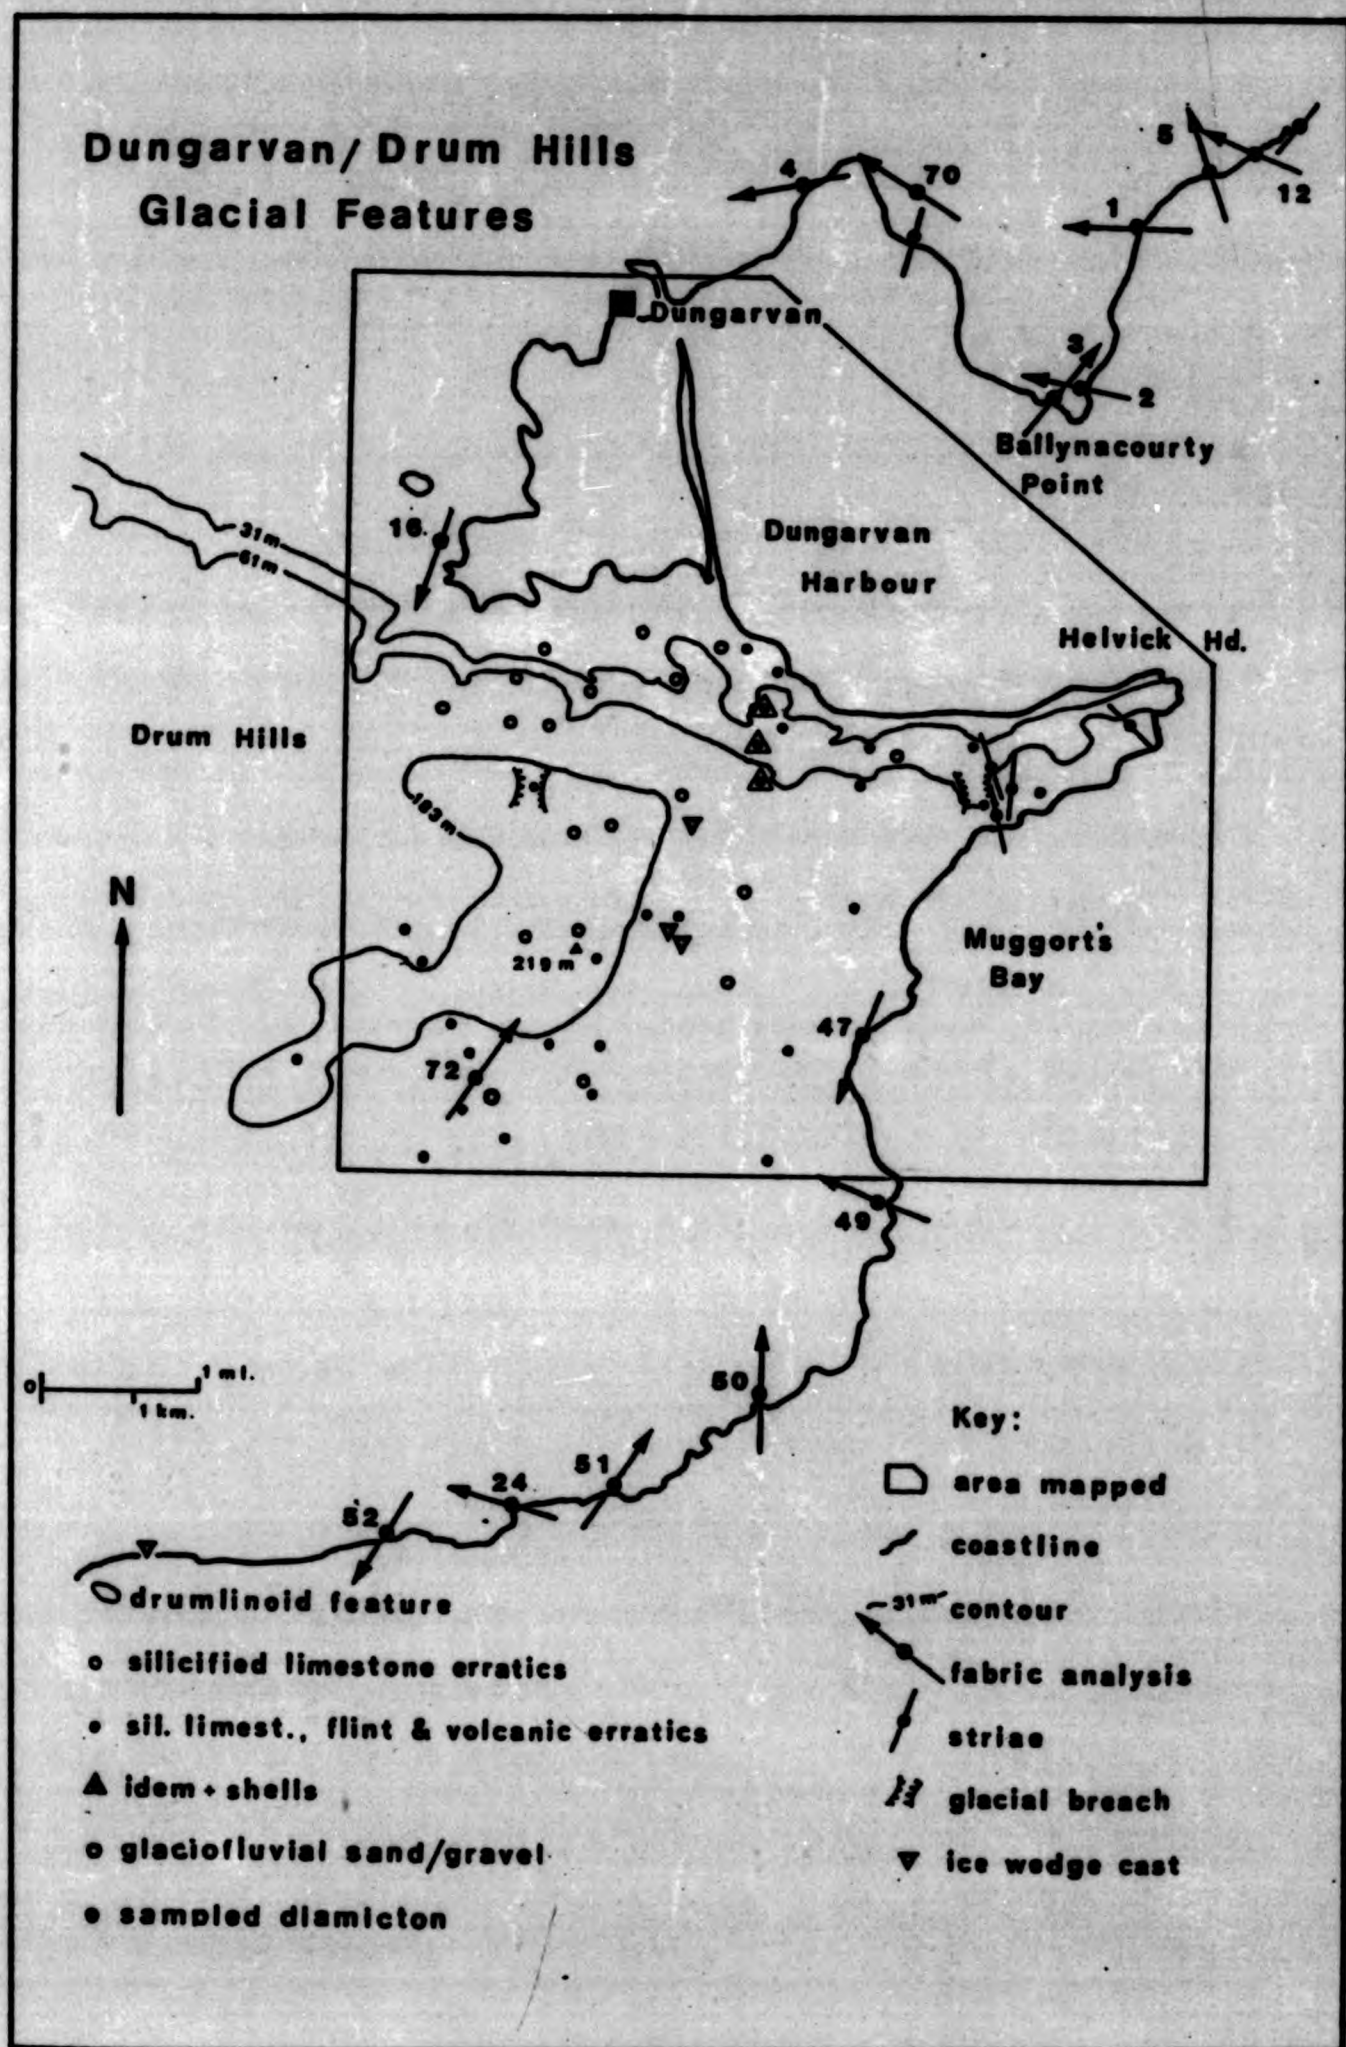 Dungarvan/ Drum Hills
Glacial Features
5
4
70
12
1
Dungarvan
3
2
Ballynacourty
Point
16.
31m
61m
Dungarvan
Harbour
Helvick Hd.
Drum Hills
183m
N
219m
Muggort's
Bay
47
72
49
0
1 ml.
1 km.
50
51
24
52
Key:
area mapped
coastline
31m contour
fabric analysis
striae
glacial breach
ice wedge cast
drumlinoid feature
silicified limestone erratics
sil. limest., flint & volcanic erratics
idem + shells
glaciofluvial sand/gravel
sampled diamicton